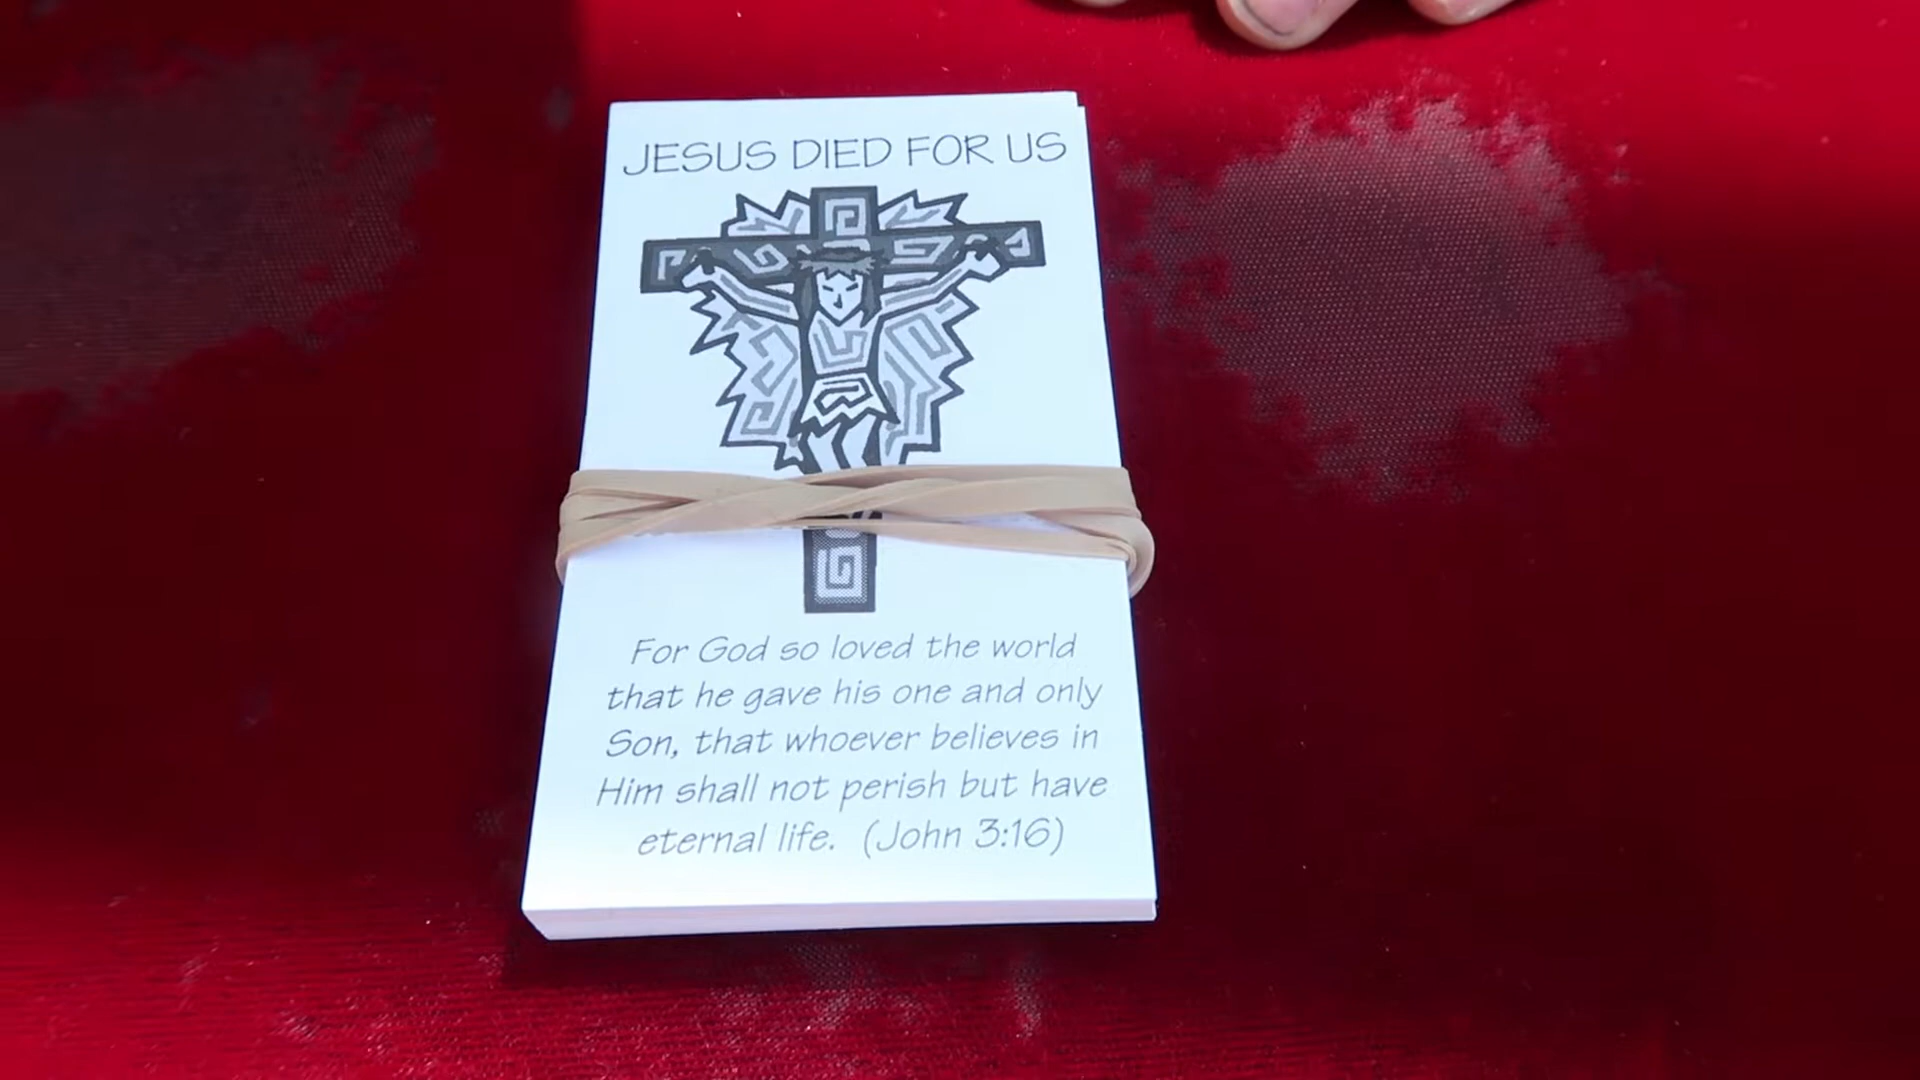 JESUS DIED FOR US
For God so loved the world
that he gave his one and only
Son, that whoever believes in
Him shall not perish but have
eternal life. (John 3:16)